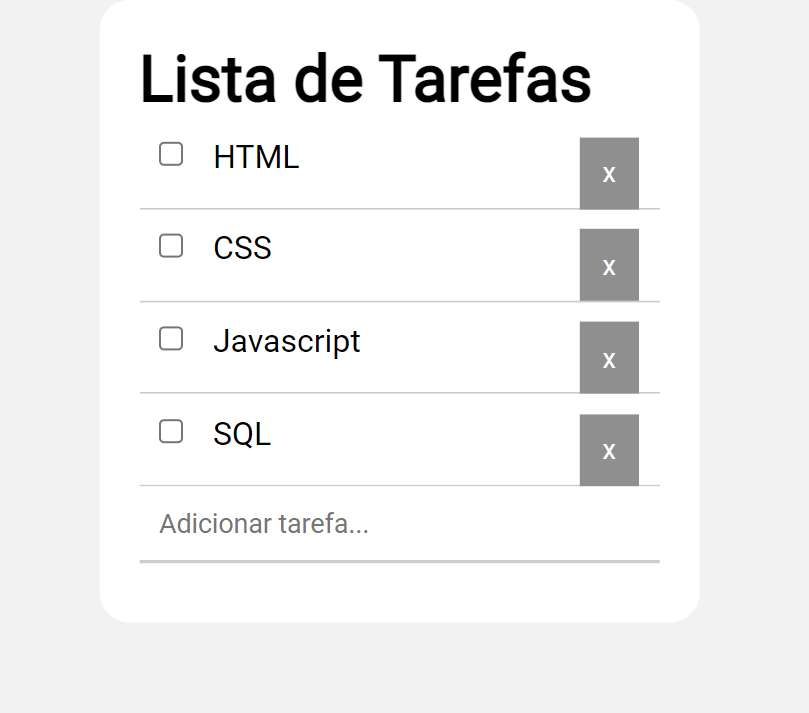 Lista de Tarefas
HTML x
CSS x
Javascript x
SQL x
Adicionar tarefa...